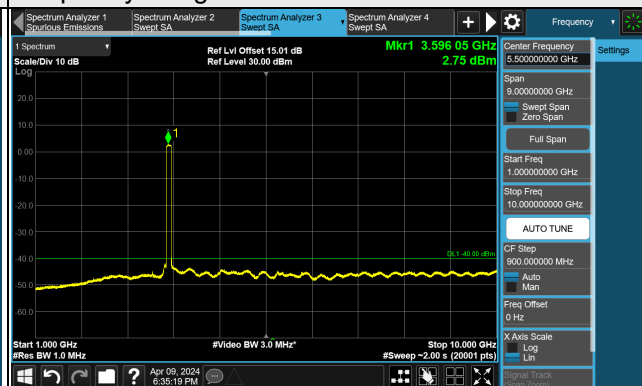 Spectrum Analyzer 1
Spurious Emissions
Spectrum Analyzer 2
Swept SA
Spectrum Analyzer 3
Swept SA
Spectrum Analyzer 4
Swept SA
Frequency
1 Spectrum
Scale/Div 10 dB
Log
Ref Lvl Offset 15.01 dB
Ref Level 30.00 dBm
Mkr1 3.596 05 GHz
2.75 dBm
20.0
10.0
0.00
-10.0
-20.0
-30.0
-40.0
-50.0
-60.0
1
DL1 -40.00 dBm
Start 1.000 GHz
#Res BW 1.0 MHz
#Video BW 3.0 MHz*
Stop 10.000 GHz
#Sweep ~2.00 s (20001 pts)
Apr 09, 2024
6:35:19 PM
Center Frequency
5.500000000 GHz
Settings
Span
9.00000000 GHz
Swept Span
Zero Span
Full Span
Start Freq
1.000000000 GHz
Stop Freq
10.000000000 GHz
AUTO TUNE
CF Step
900.000000 MHz
Auto
Man
Freq Offset
0 Hz
X Axis Scale
Log
Lin
Signal Track
(Span Zoom)